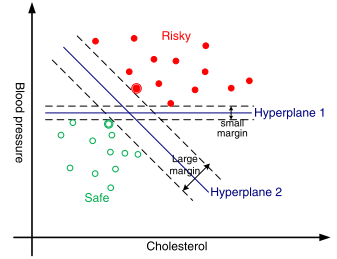 Risky
Blood pressure
Hyperplane 1
small
margin
Large
margin
Hyperplane 2
Safe
Cholesterol